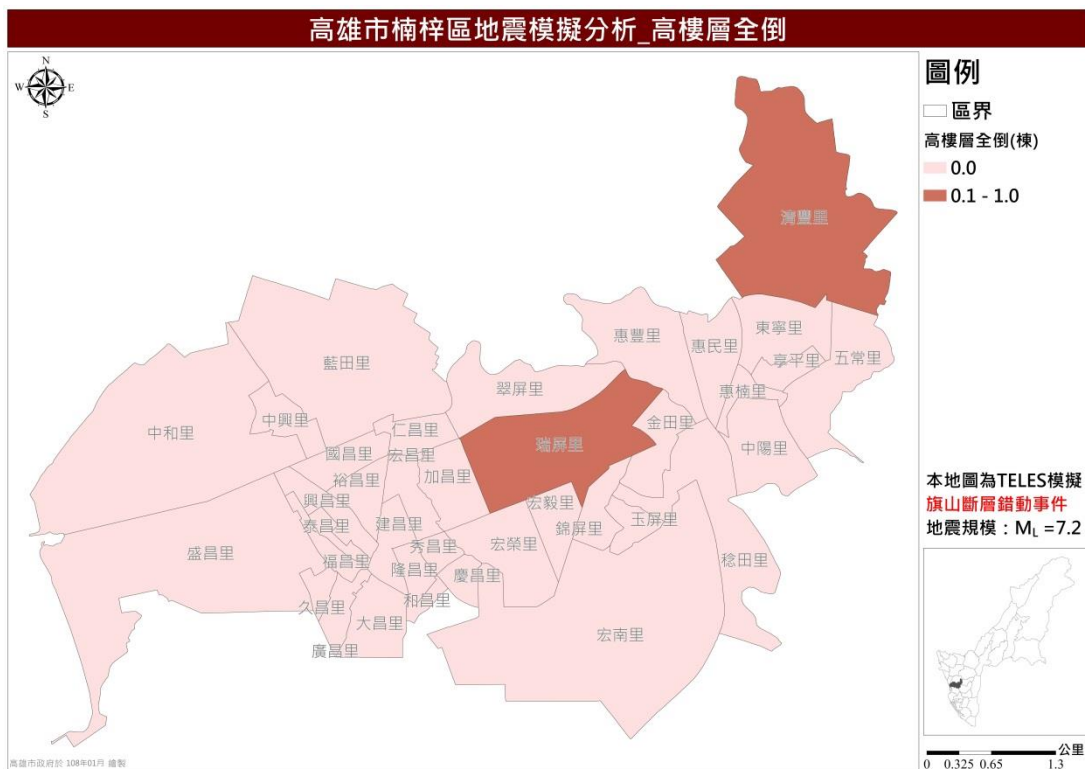 高雄市楠梓區地震模擬分析_高樓層全倒
N
W
E
S
圖例
區界
高樓層全倒(棟)
0.0
0.1 - 1.0
清豐里
東寧里
惠豐里
惠民里
享平里
五常里
藍田里
翠屏里
惠楠里
中興里
仁昌里
金田里
中和里
瑞屏里
中陽里
國昌里
宏昌里
加昌里
裕昌里
興昌里
宏毅里
泰昌里
建昌里
錦屏里
玉屏里
盛昌里
秀昌里
宏榮里
福昌里
隆昌里
慶昌里
稔田里
久昌里
和昌里
大昌里
宏南里
廣昌里
本地圖為TELES模擬
旗山斷層錯動事件
地震規模：ML =7.2
公里
0 0.325 0.65 1.3
高雄市政府於 108年01月 繪製